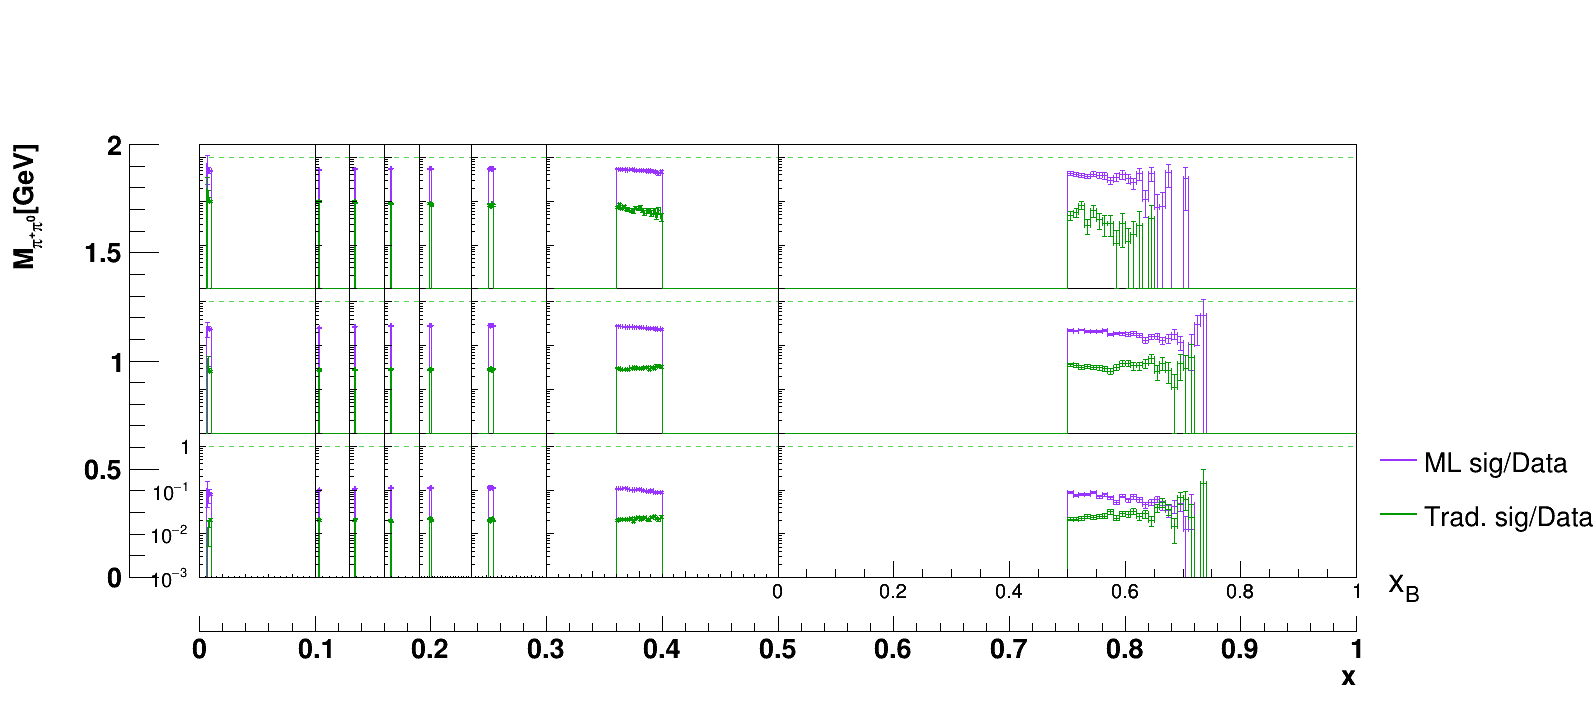 M_{π⁺π⁰}[GeV]
2
1.5
1
0.5
0
1
10⁻¹
10⁻²
10⁻³
ML sig/Data
Trad. sig/Data
0 0.2 0.4 0.6 0.8 1
x_B
0 0.1 0.2 0.3 0.4 0.5 0.6 0.7 0.8 0.9 1
x